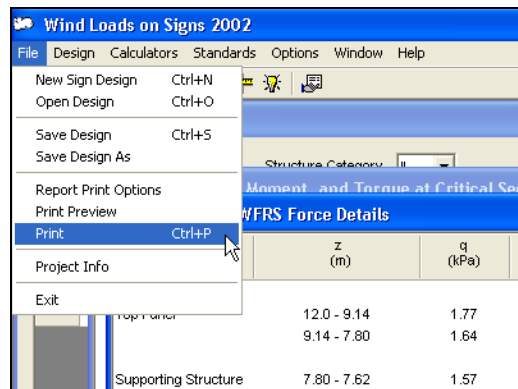 Wind Loads on Signs 2002
File Design Calculators Standards Options Window Help
New Sign Design Ctrl+N
Open Design Ctrl+O
Save Design Ctrl+S
Save Design As
Structure Category II
Report Print Options
Moment, and Torque at Critical Se
Print Preview
WFRS Force Details
Print Ctrl+P
z q
(m) (kPa)
Project Info
Exit
Top Panel 12.0 - 9.14 1.77
9.14 - 7.80 1.64
Supporting Structure 7.80 - 7.62 1.57